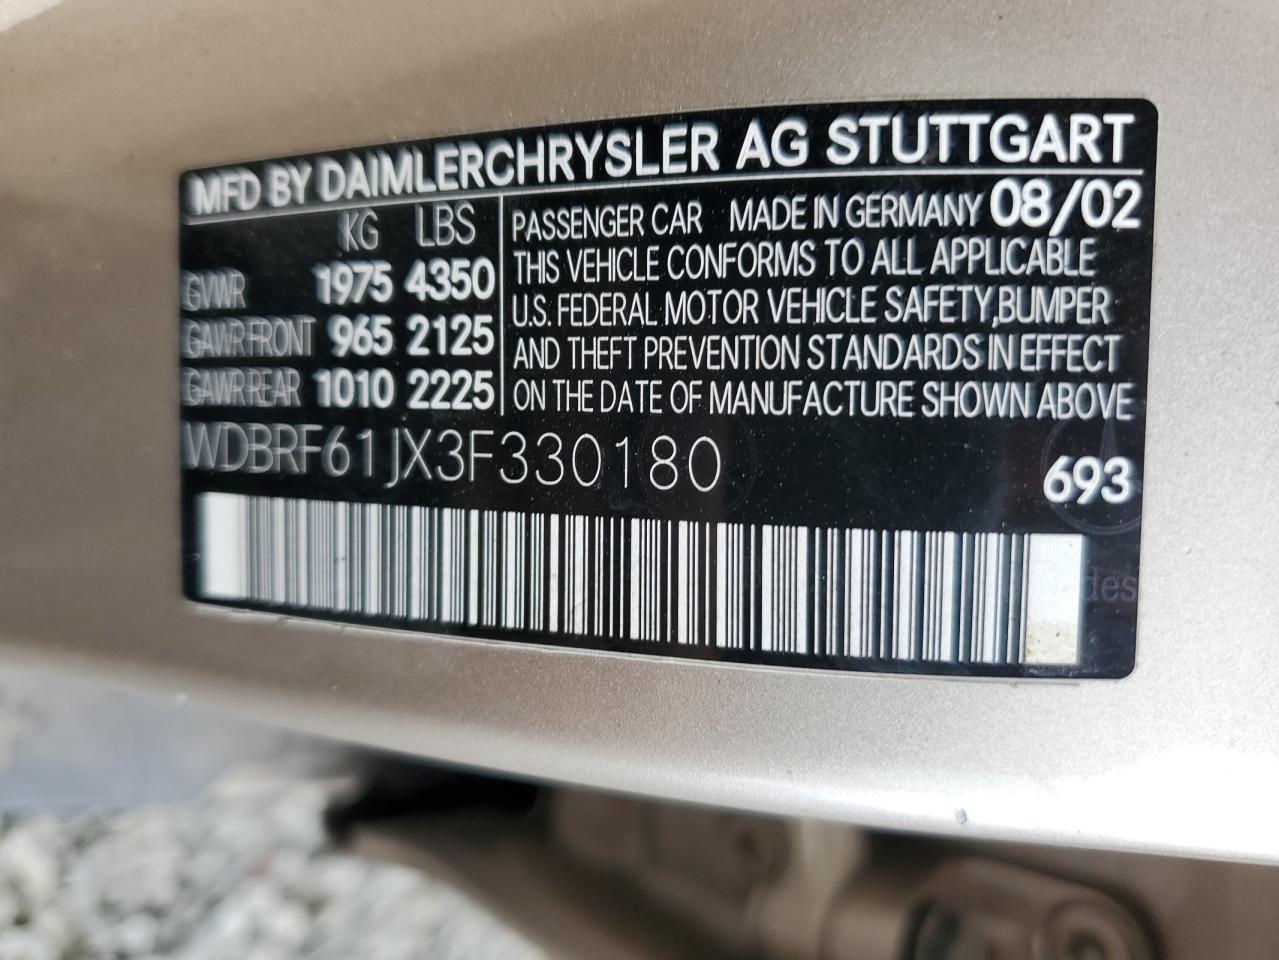 MFD BY DAIMLERCHRYSLER AG STUTTGART
KG LBS
GVWR 1975 4350
GAWR FRONT 965 2125
GAWR REAR 1010 2225
PASSENGER CAR MADE IN GERMANY 08/02
THIS VEHICLE CONFORMS TO ALL APPLICABLE
U.S. FEDERAL MOTOR VEHICLE SAFETY,BUMPER
AND THEFT PREVENTION STANDARDS IN EFFECT
ON THE DATE OF MANUFACTURE SHOWN ABOVE
WDBRF61JX3F330180
693